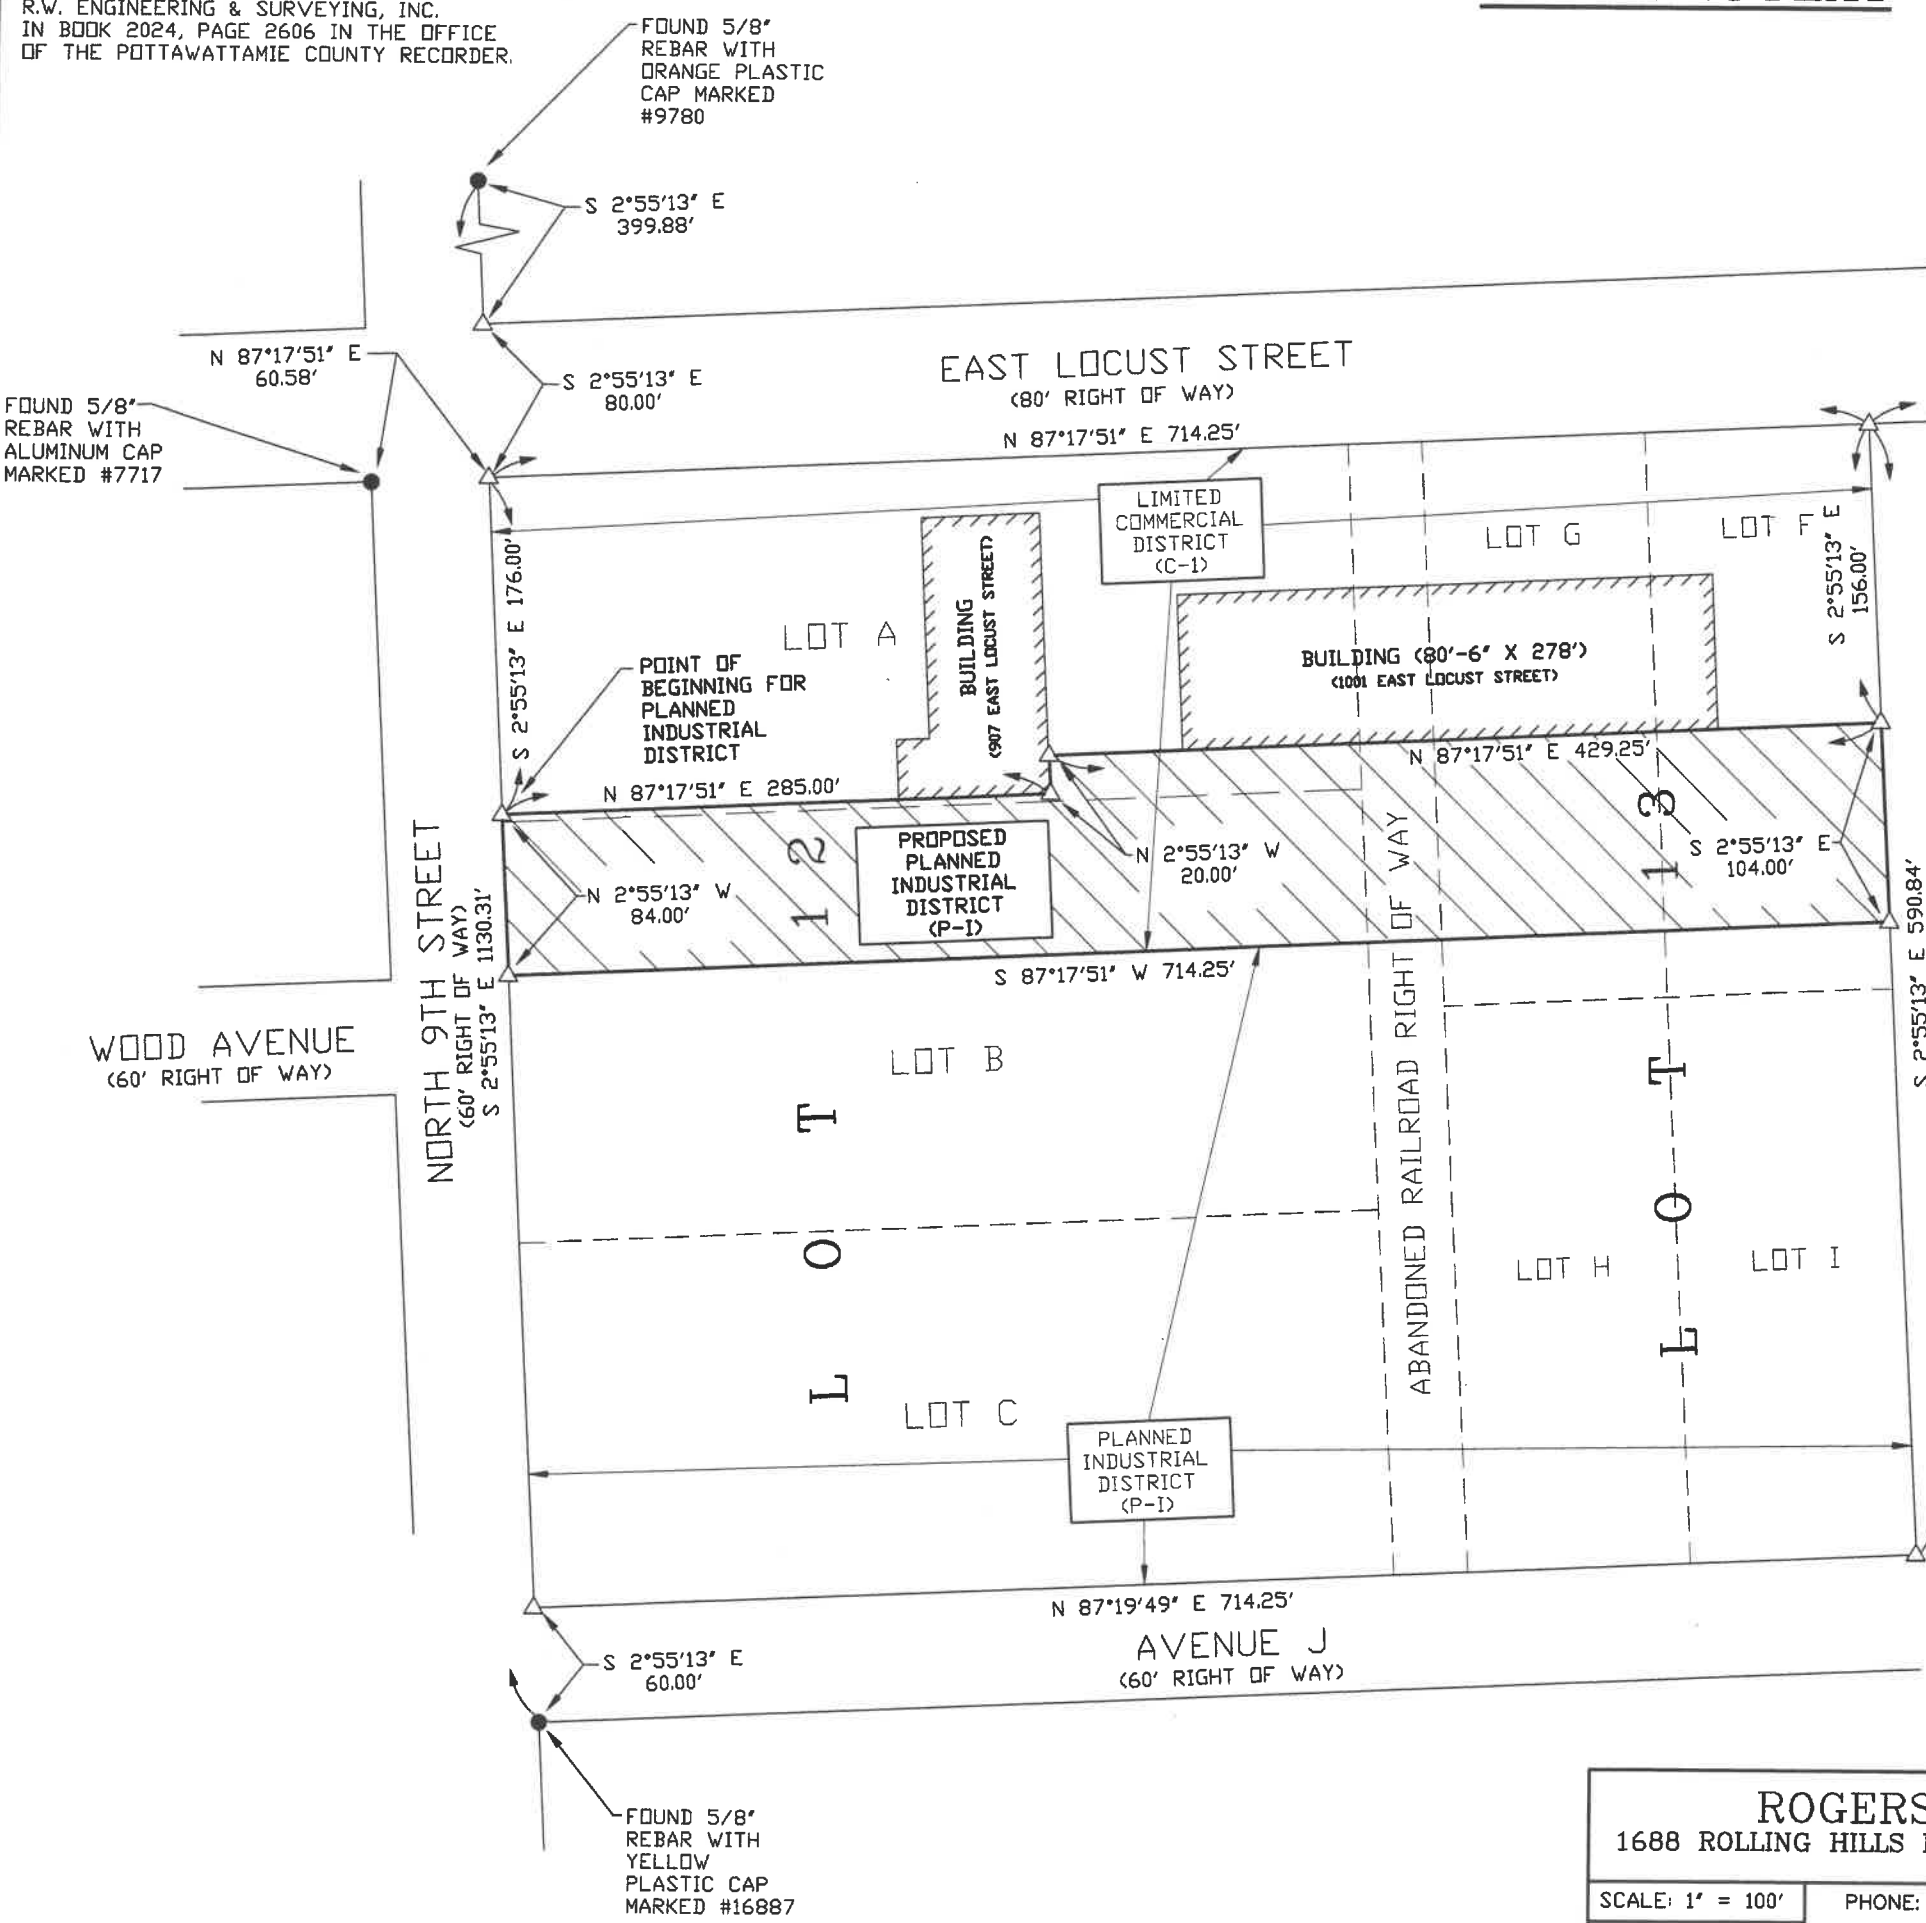 R.W. ENGINEERING & SURVEYING, INC.
IN BOOK 2024, PAGE 2606 IN THE OFFICE
OF THE POTTAWATTAMIE COUNTY RECORDER.
FOUND 5/8"
REBAR WITH
ORANGE PLASTIC
CAP MARKED
#9780
S 2°55'13" E
399.88'
N 87°17'51" E
60.58'
S 2°55'13" E
80.00'
FOUND 5/8"
REBAR WITH
ALUMINUM CAP
MARKED #7717
EAST LOCUST STREET
(80' RIGHT OF WAY)
N 87°17'51" E 714.25'
LIMITED
COMMERCIAL
DISTRICT
(C-1)
LOT G
LOT F
S 2°55'13" E
156.00'
S 2°55'13" E 176.00'
LOT A
BUILDING
(907 EAST LOCUST STREET)
BUILDING (80'-6" X 278')
(1001 EAST LOCUST STREET)
POINT OF
BEGINNING FOR
PLANNED
INDUSTRIAL
DISTRICT
N 87°17'51" E 285.00'
N 87°17'51" E 429.25'
PROPOSED
PLANNED
INDUSTRIAL
DISTRICT
(P-I)
N 2°55'13" W
20.00'
S 2°55'13" E
104.00'
N 2°55'13" W
84.00'
S 87°17'51" W 714.25'
NORTH 9TH STREET
(60' RIGHT OF WAY)
S 2°55'13" E 1130.31'
S 2°55'13" E 590.84'
WOOD AVENUE
(60' RIGHT OF WAY)
LOT B
LOT 12
LOT 13
ABANDONED RAILROAD RIGHT OF WAY
LOT H
LOT I
LOT C
PLANNED
INDUSTRIAL
DISTRICT
(P-I)
N 87°19'49" E 714.25'
AVENUE J
(60' RIGHT OF WAY)
S 2°55'13" E
60.00'
FOUND 5/8"
REBAR WITH
YELLOW
PLASTIC CAP
MARKED #16887
ROGERS
1688 ROLLING HILLS
SCALE: 1" = 100'
PHONE: